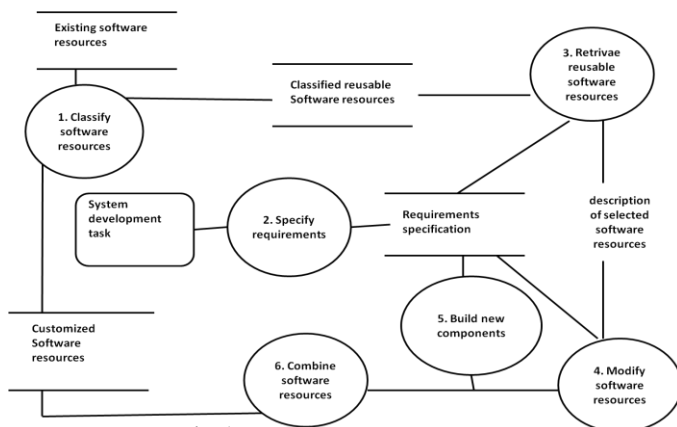 Existing software
resources
1. Classify
software
resources
Classified reusable
Software resources
3. Retrivae
reusable
software
resources
System
development
task
2. Specify
requirements
Requirements
specification
description
of selected
software
resources
Customized
Software
resources
5. Build new
components
6. Combine
software
resources
4. Modify
software
resources